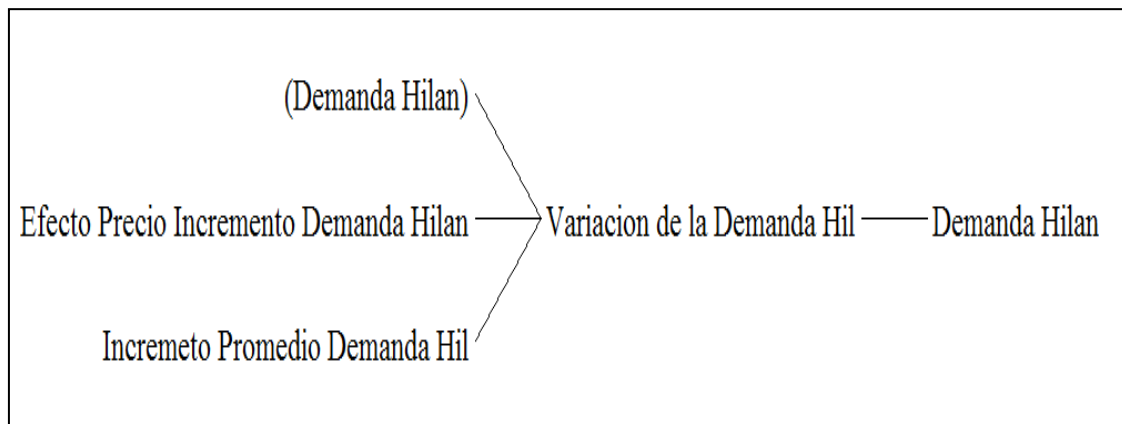 (Demanda Hilan)
Efecto Precio Incremento Demanda Hilan
Variacion de la Demanda Hil
Demanda Hilan
Incremeto Promedio Demanda Hil